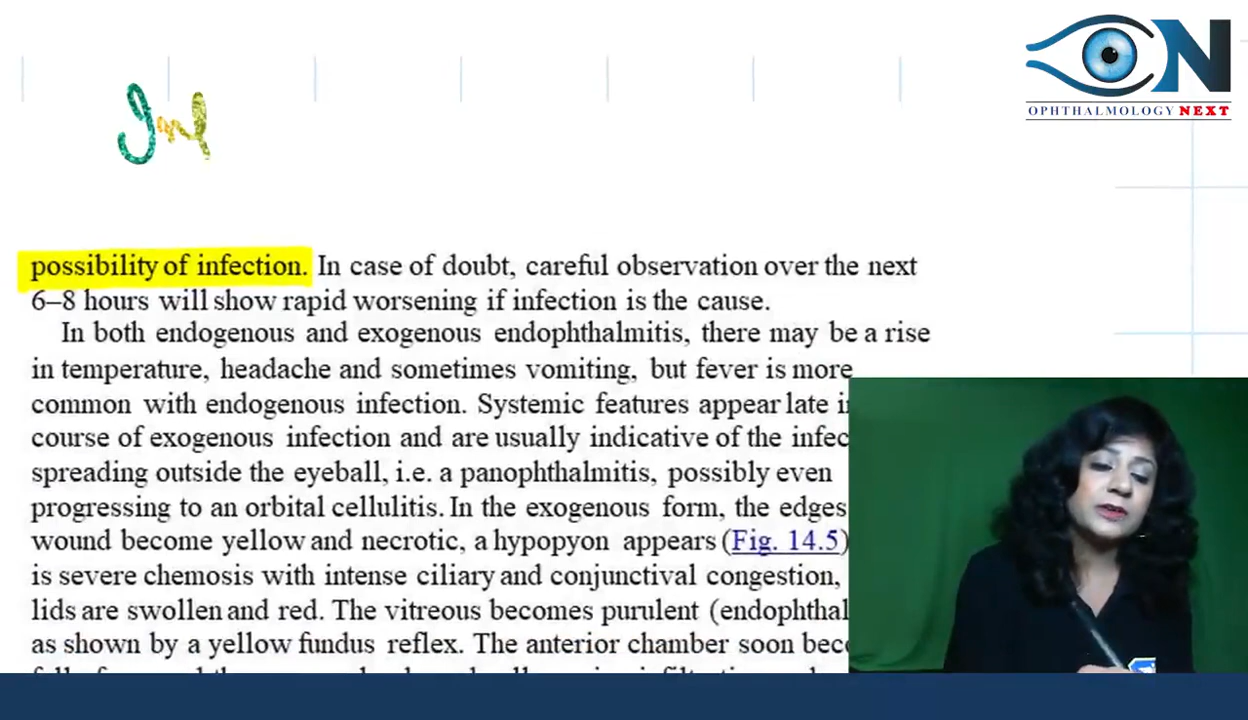 N
OPHTHALMOLOGY NEXT
Inf
possibility of infection. In case of doubt, careful observation over the next
6–8 hours will show rapid worsening if infection is the cause.
In both endogenous and exogenous endophthalmitis, there may be a rise
in temperature, headache and sometimes vomiting, but fever is more
common with endogenous infection. Systemic features appear late i
course of exogenous infection and are usually indicative of the infec
spreading outside the eyeball, i.e. a panophthalmitis, possibly even
progressing to an orbital cellulitis. In the exogenous form, the edges
wound become yellow and necrotic, a hypopyon appears (Fig. 14.5)
is severe chemosis with intense ciliary and conjunctival congestion,
lids are swollen and red. The vitreous becomes purulent (endophthal
as shown by a yellow fundus reflex. The anterior chamber soon beco